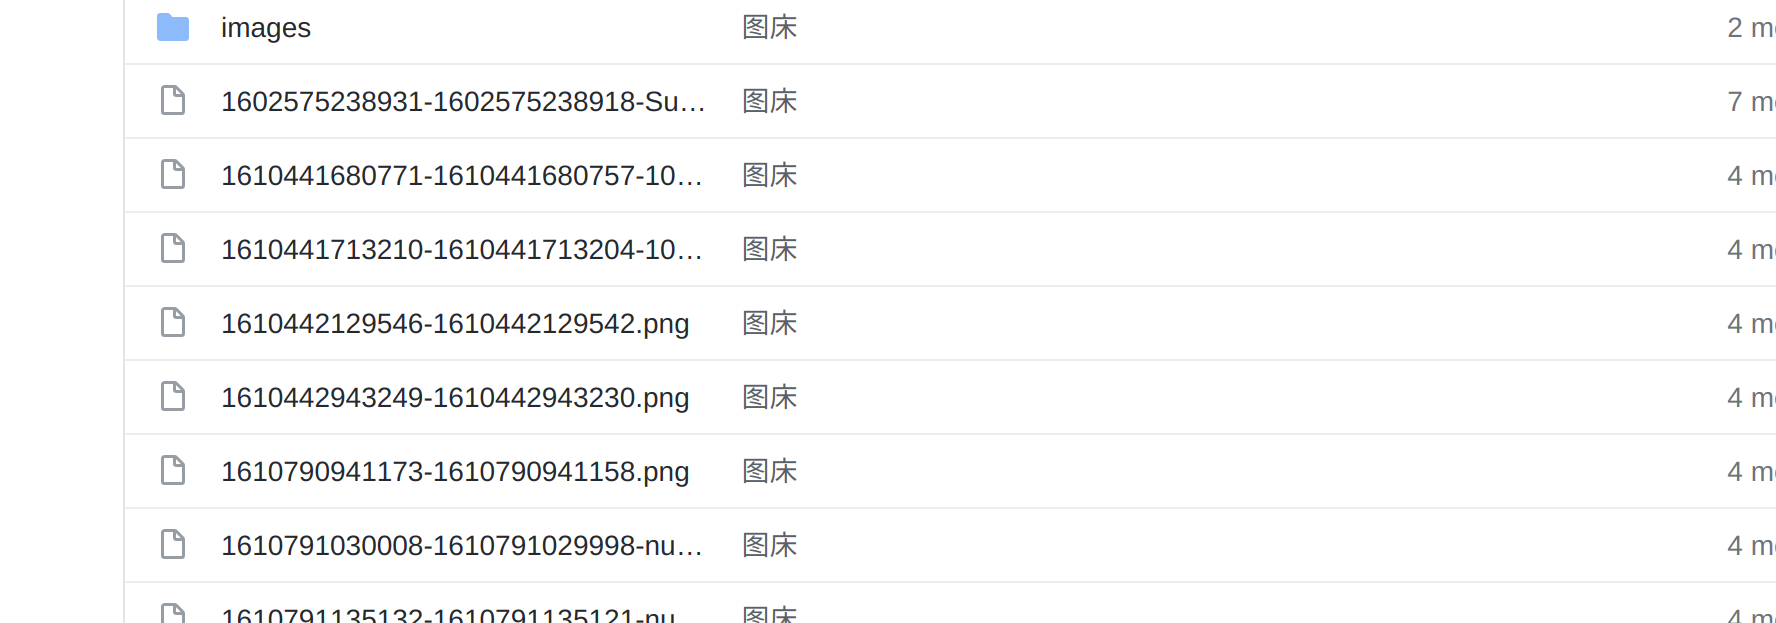 images 图床 2 m
1602575238931-1602575238918-Su… 图床 7 m
1610441680771-1610441680757-10… 图床 4 m
1610441713210-1610441713204-10… 图床 4 m
1610442129546-1610442129542.png 图床 4 m
1610442943249-1610442943230.png 图床 4 m
1610790941173-1610790941158.png 图床 4 m
1610791030008-1610791029998-nu… 图床 4 m
1610791135132-1610791135121-nu… 图床 4 m